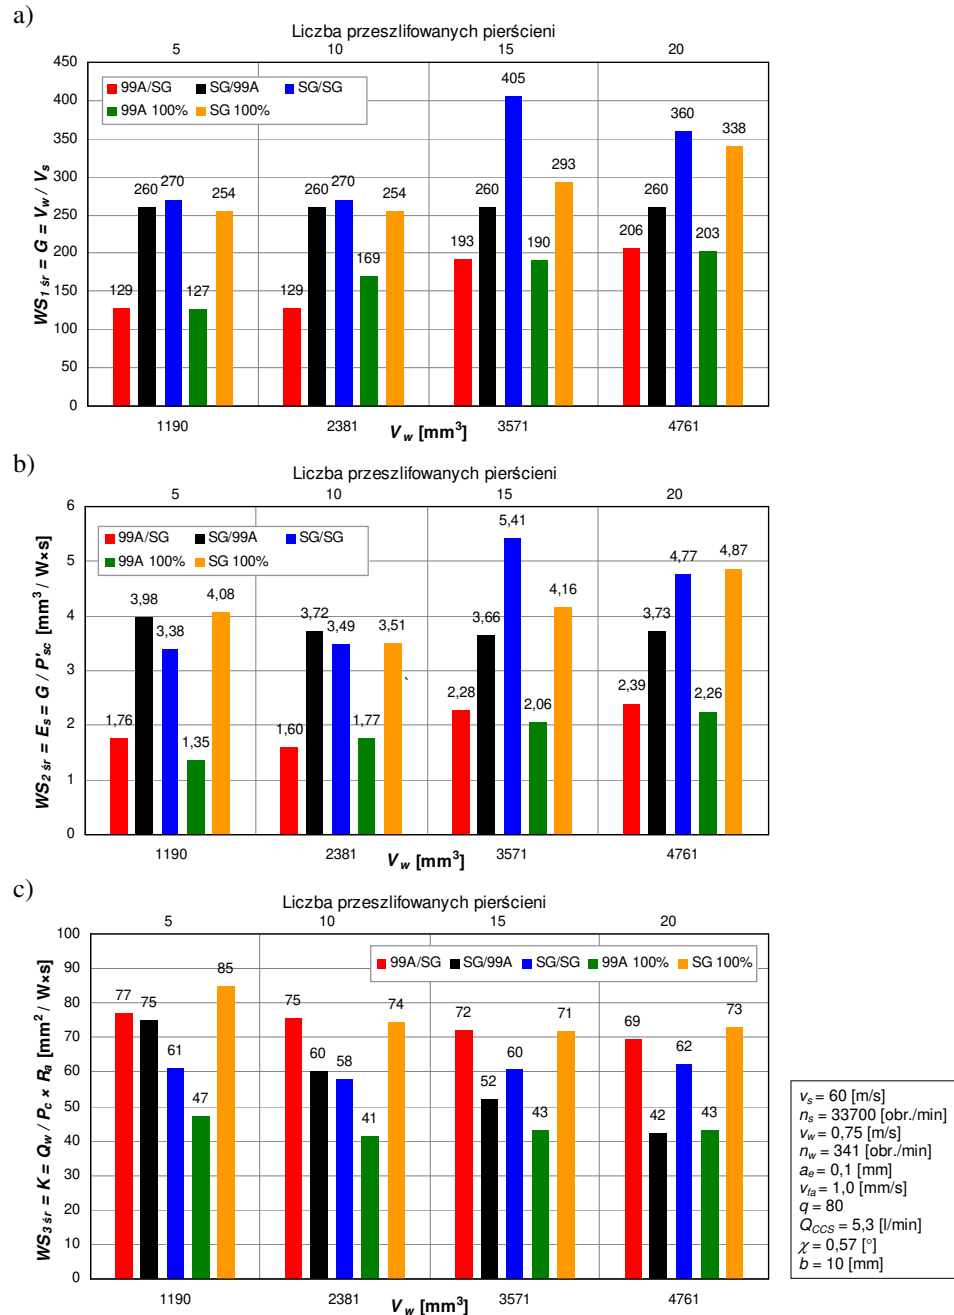 a)
Liczba przeszlifowanych pierścieni
5 10 15 20
WS1 śr = G = Vw / Vs
450
400
350
300
250
200
150
100
50
0
99A/SG SG/99A SG/SG
99A 100% SG 100%
129 260 270 127 254
129 260 270 169 254
193 260 405 190 293
206 260 360 203 338
1190 2381 3571 4761
Vw [mm³]
b)
Liczba przeszlifowanych pierścieni
5 10 15 20
WS2 śr = Es = G / P'sc [mm³ / W×s]
6
5
4
3
2
1
0
99A/SG SG/99A SG/SG
99A 100% SG 100%
1,76 3,98 3,38 1,35 4,08
1,60 3,72 3,49 1,77 3,51
2,28 3,66 5,41 2,06 4,16
2,39 3,73 4,77 2,26 4,87
1190 2381 3571 4761
Vw [mm³]
c)
Liczba przeszlifowanych pierścieni
5 10 15 20
WS3 śr = K = Qw / Pc × Ra [mm² / W×s]
100
90
80
70
60
50
40
30
20
10
0
99A/SG SG/99A SG/SG 99A 100% SG 100%
77 75 61 47 85
75 60 58 41 74
72 52 60 43 71
69 42 62 43 73
1190 2381 3571 4761
Vw [mm³]
vs = 60 [m/s]
ns = 33700 [obr./min]
vw = 0,75 [m/s]
nw = 341 [obr./min]
ae = 0,1 [mm]
vfa = 1,0 [mm/s]
q = 80
QCCS = 5,3 [l/min]
χ = 0,57 [°]
b = 10 [mm]